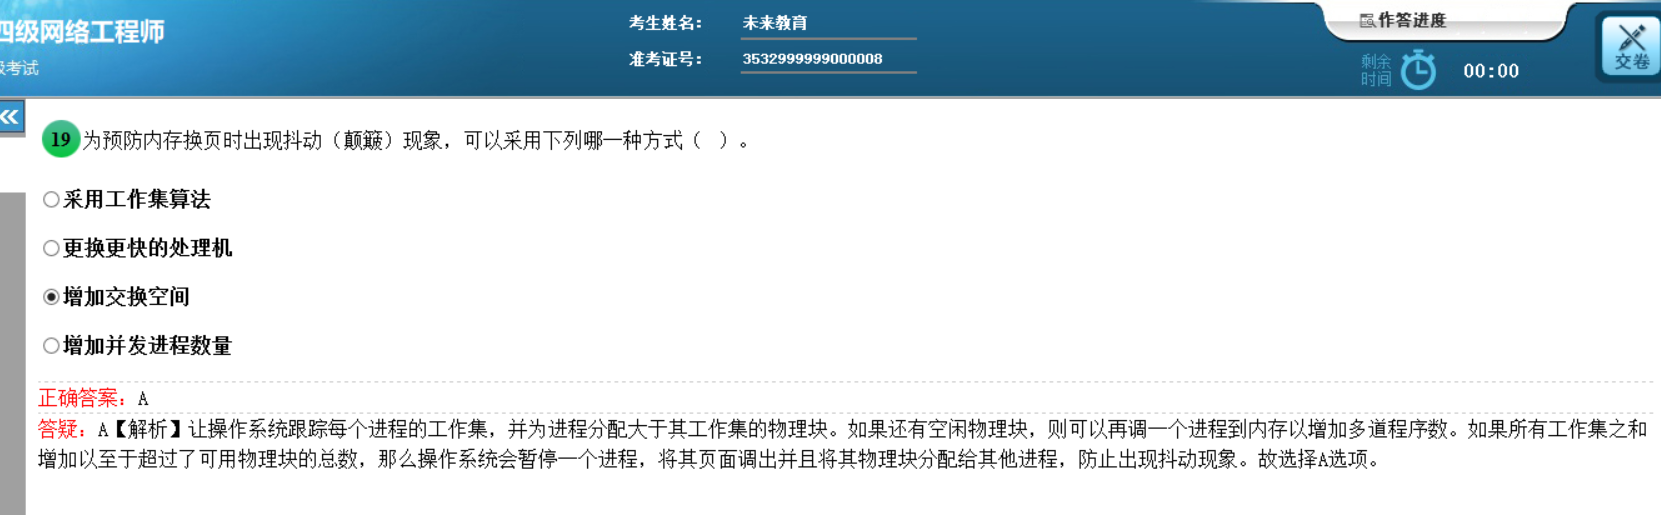 四级网络工程师
级考试
考生姓名： 未来教育
准考证号： 3532999999000008
作答进度
剩余时间 00:00
交卷
19 为预防内存换页时出现抖动（颠簸）现象，可以采用下列哪一种方式（ ）。
采用工作集算法
更换更快的处理机
增加交换空间
增加并发进程数量
正确答案：A
答疑：A【解析】让操作系统跟踪每个进程的工作集，并为进程分配大于其工作集的物理块。如果还有空闲物理块，则可以再调一个进程到内存以增加多道程序数。如果所有工作集之和
增加以至于超过了可用物理块的总数，那么操作系统会暂停一个进程，将其页面调出并且将其物理块分配给其他进程，防止出现抖动现象。故选择A选项。